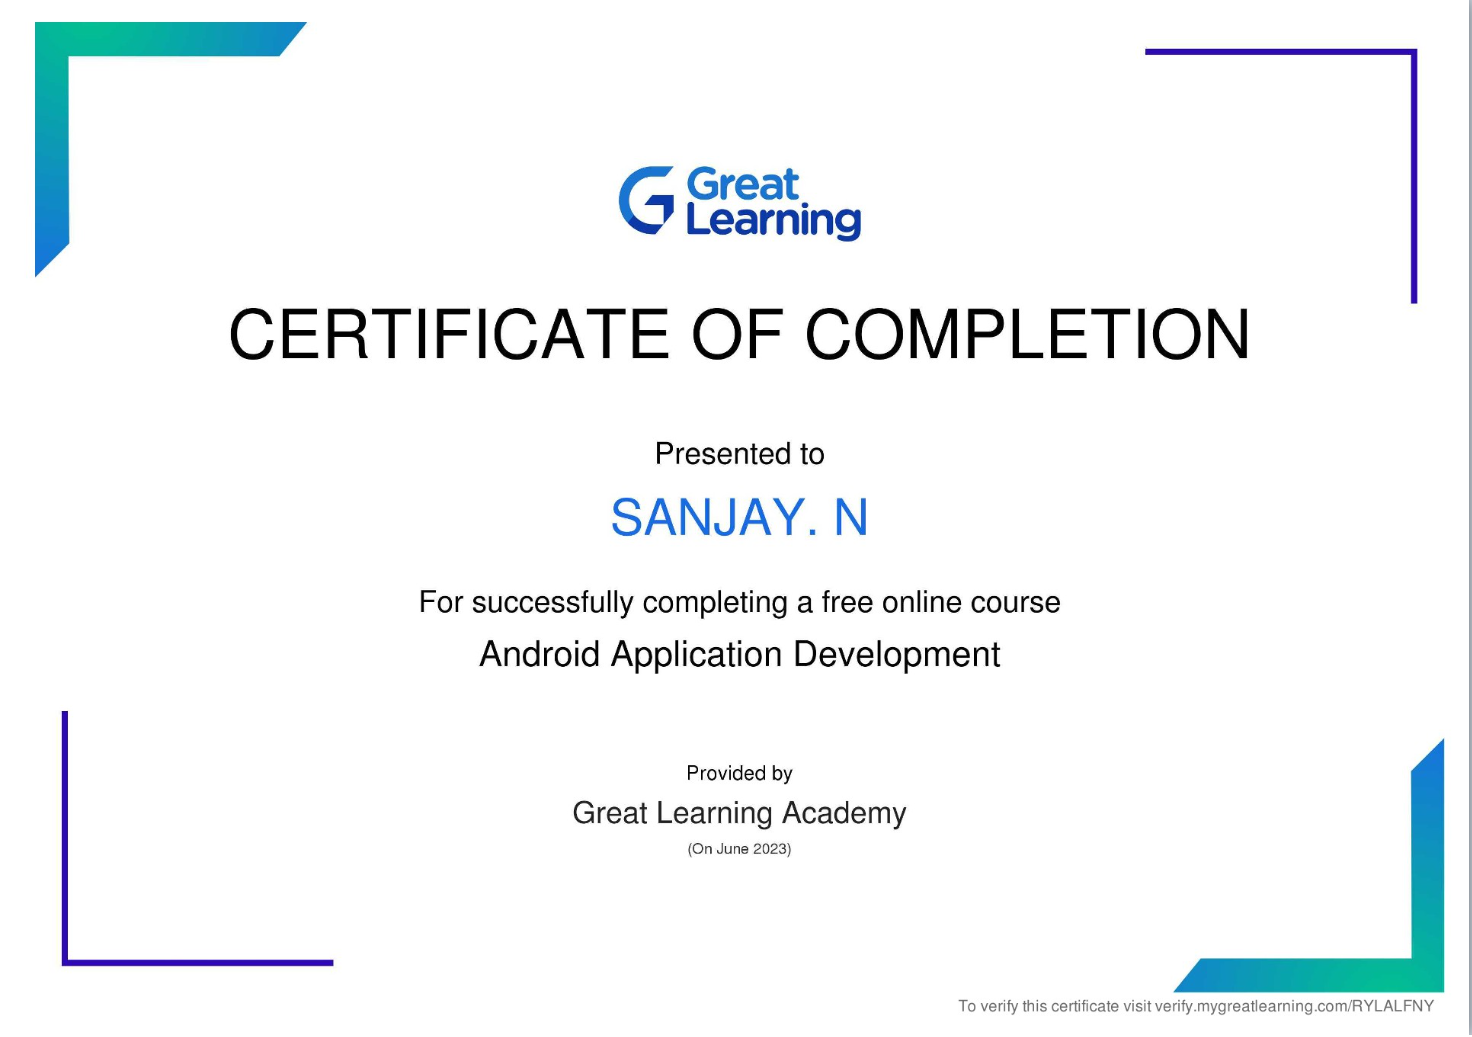 Great
Learning
CERTIFICATE OF COMPLETION
Presented to
SANJAY. N
For successfully completing a free online course
Android Application Development
Provided by
Great Learning Academy
(On June 2023)
To verify this certificate visit verify.mygreatlearning.com/RYLALFNY